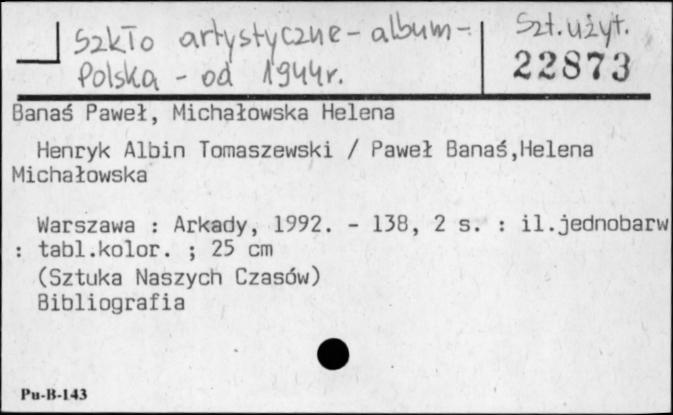 Szkło artystyczne - album -
Polska - od 1944r.
Szt. użyt.
22873
Banaś Paweł, Michałowska Helena
Henryk Albin Tomaszewski / Paweł Banaś,Helena
Michałowska
Warszawa : Arkady, 1992. - 138, 2 s. : il.jednobarw
: tabl.kolor. ; 25 cm
(Sztuka Naszych Czasów)
Bibliografia
Pu-B-143